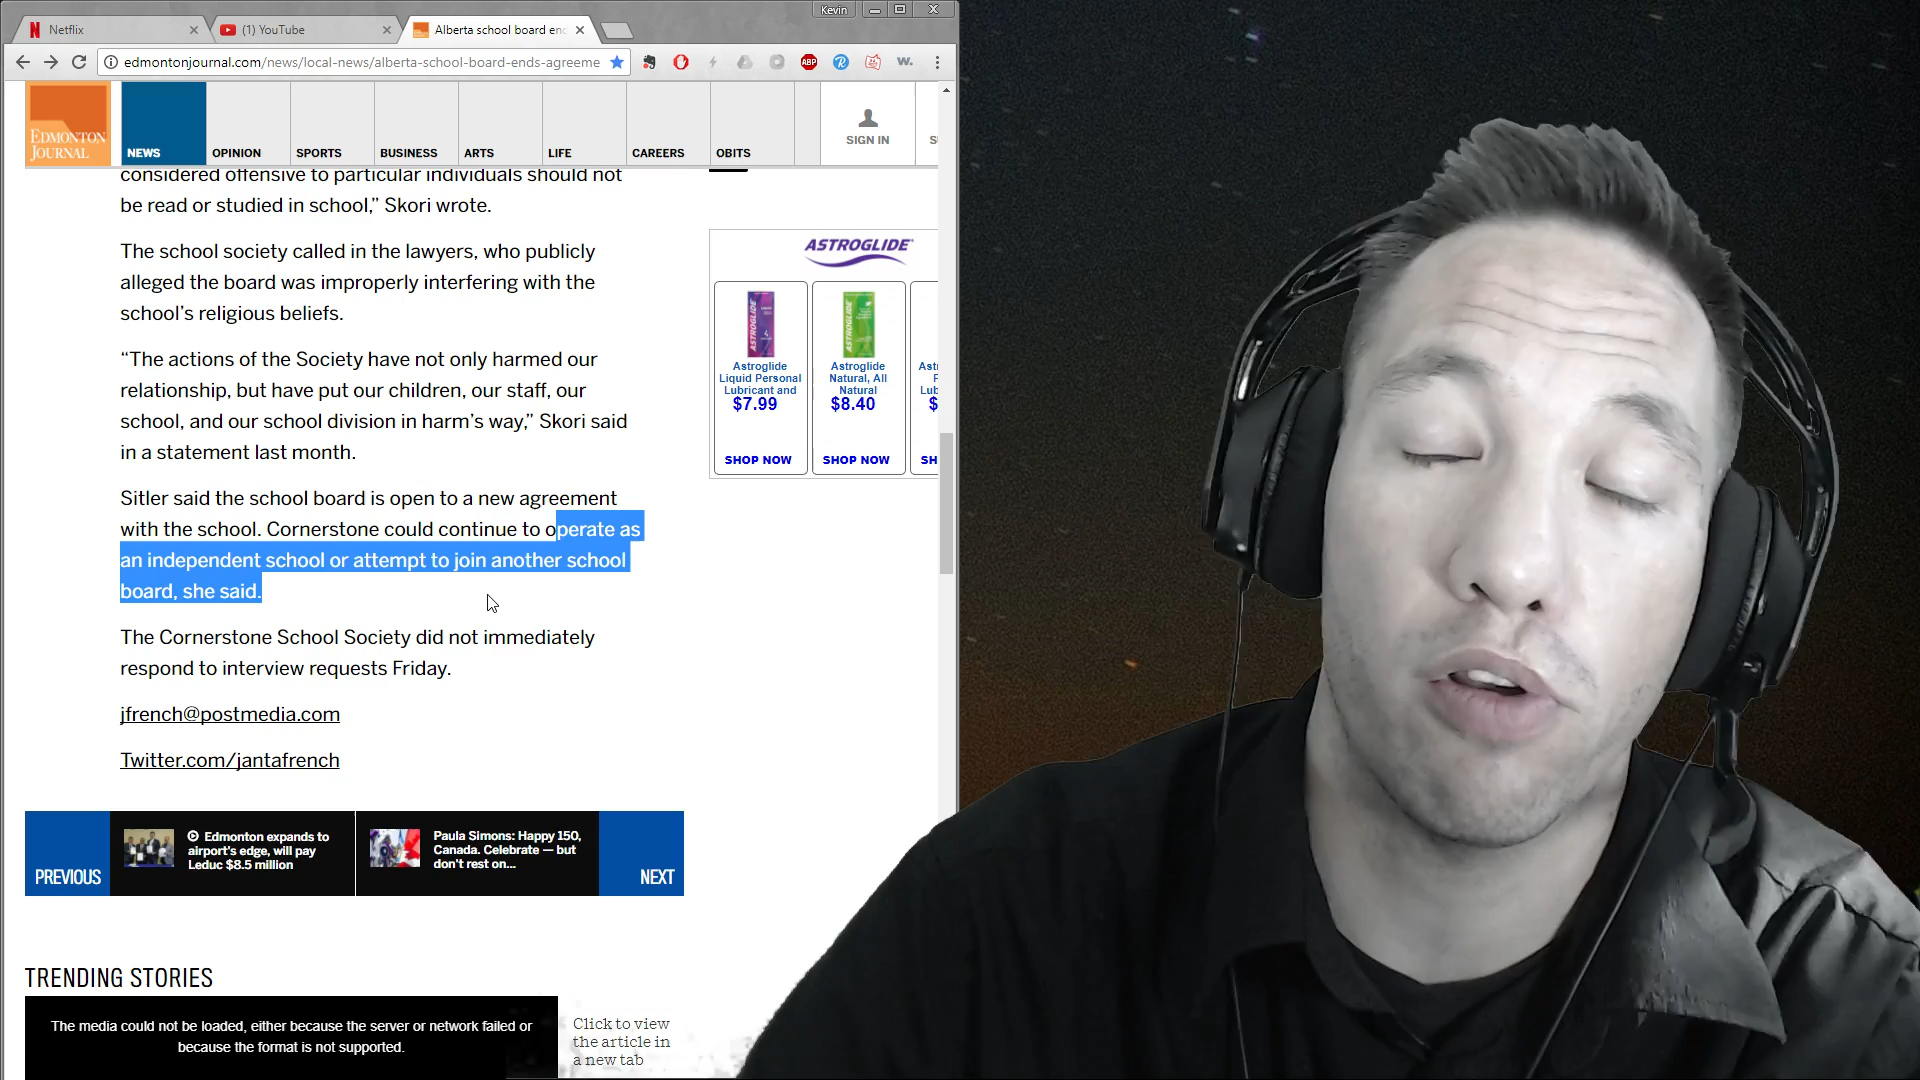 Kevin
Netflix
(1) YouTube
Alberta school board end
edmontonjournal.com/news/local-news/alberta-school-board-ends-agreeme
ABP
W.
EDMONTON
JOURNAL
NEWS
OPINION
SPORTS
BUSINESS
ARTS
LIFE
CAREERS
OBITS
SIGN IN
S
considered offensive to particular individuals should not
be read or studied in school,” Skori wrote.
The school society called in the lawyers, who publicly
alleged the board was improperly interfering with the
school’s religious beliefs.
“The actions of the Society have not only harmed our
relationship, but have put our children, our staff, our
school, and our school division in harm’s way,” Skori said
in a statement last month.
Sitler said the school board is open to a new agreement
with the school. Cornerstone could continue to operate as
an independent school or attempt to join another school
board, she said.
The Cornerstone School Society did not immediately
respond to interview requests Friday.
jfrench@postmedia.com
Twitter.com/jantafrench
ASTROGLIDE
Astroglide
Liquid Personal
Lubricant and
$7.99
SHOP NOW
Astroglide
Natural, All
Natural
$8.40
SHOP NOW
Astr
P
Lub
$
SH
PREVIOUS
Edmonton expands to
airport's edge, will pay
Leduc $8.5 million
Paula Simons: Happy 150,
Canada. Celebrate — but
don't rest on...
NEXT
TRENDING STORIES
The media could not be loaded, either because the server or network failed or
because the format is not supported.
Click to view
the article in
a new tab